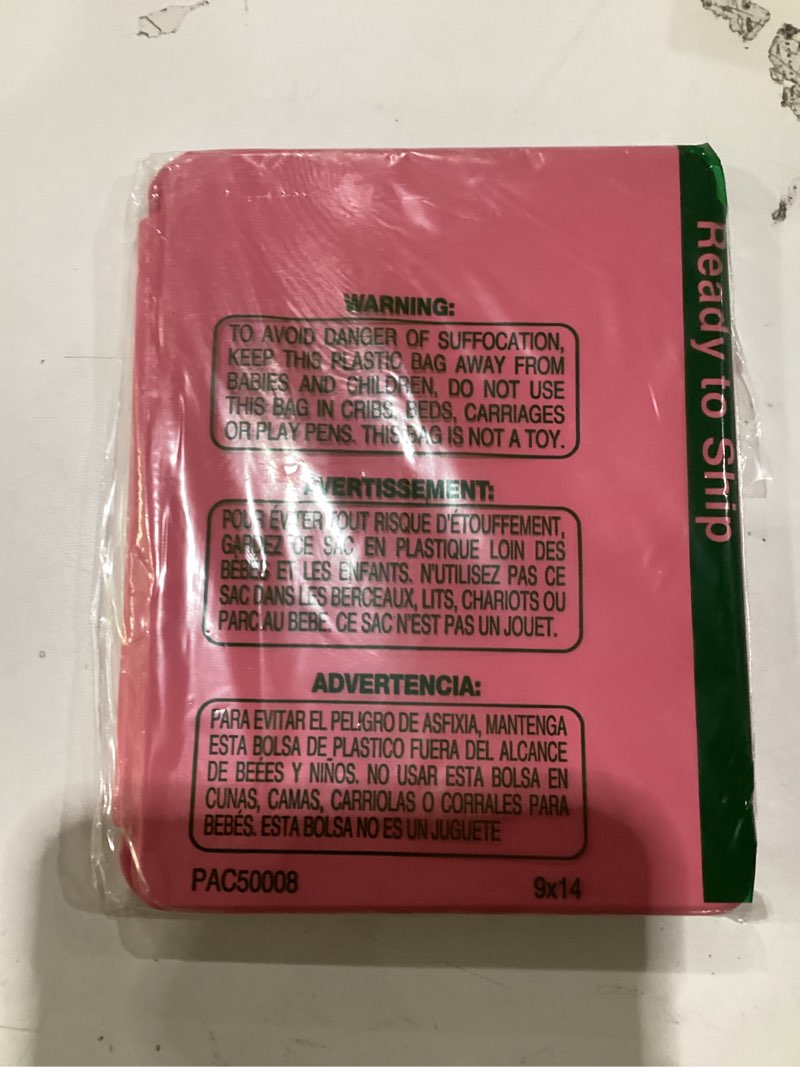 WARNING:
TO AVOID DANGER OF SUFFOCATION,
KEEP THIS PLASTIC BAG AWAY FROM
BABIES AND CHILDREN, DO NOT USE
THIS BAG IN CRIBS, BEDS, CARRIAGES
OR PLAY PENS. THIS BAG IS NOT A TOY.
AVERTISSEMENT:
POUR ÉVITER TOUT RISQUE D'ÉTOUFFEMENT,
GARDEZ CE SAC EN PLASTIQUE LOIN DES
BÉBÉS ET LES ENFANTS. N'UTILISEZ PAS CE
SAC DANS LES BERCEAUX, LITS, CHARIOTS OU
PARC AU BEBE. CE SAC N'EST PAS UN JOUET.
ADVERTENCIA:
PARA EVITAR EL PELIGRO DE ASFIXIA, MANTENGA
ESTA BOLSA DE PLASTICO FUERA DEL ALCANCE
DE BEÉES Y NIÑOS. NO USAR ESTA BOLSA EN
CUNAS, CAMAS, CARRIOLAS O CORRALES PARA
BEBÉS. ESTA BOLSA NO ES UN JUGUETE
PAC50008 9x14
Ready to Ship